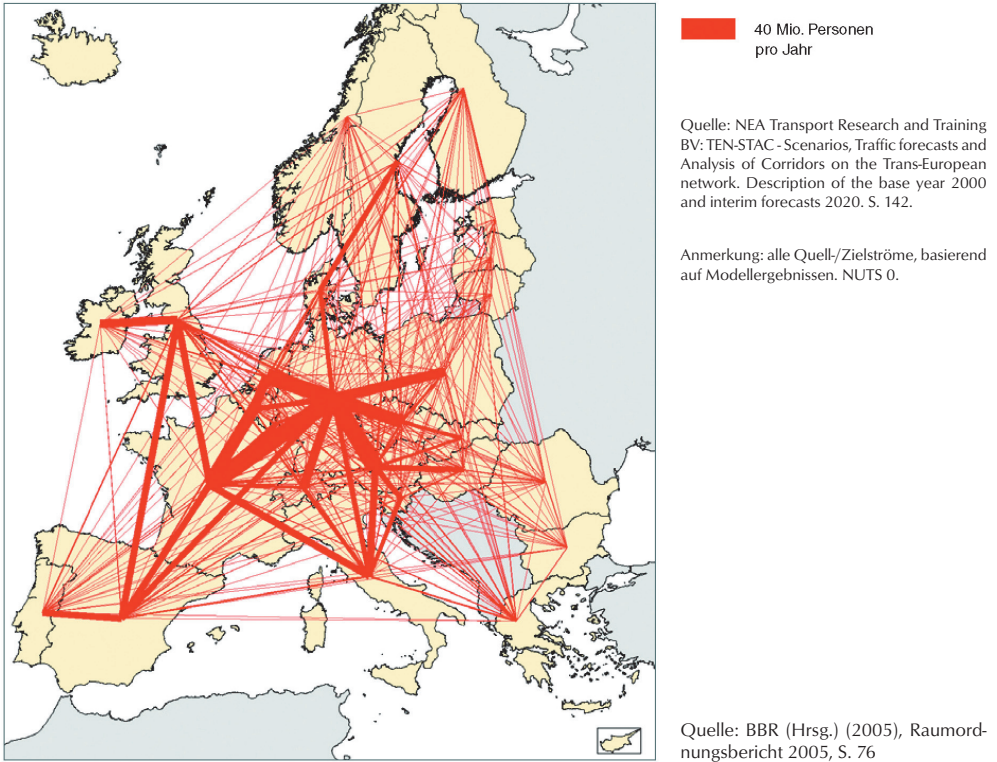 40 Mio. Personen
pro Jahr
Quelle: NEA Transport Research and Training
BV: TEN-STAC - Scenarios, Traffic forecasts and
Analysis of Corridors on the Trans-European
network. Description of the base year 2000
and interim forecasts 2020. S. 142.
Anmerkung: alle Quell-/Zielströme, basierend
auf Modellergebnissen. NUTS 0.
Quelle: BBR (Hrsg.) (2005), Raumord-
nungsbericht 2005, S. 76